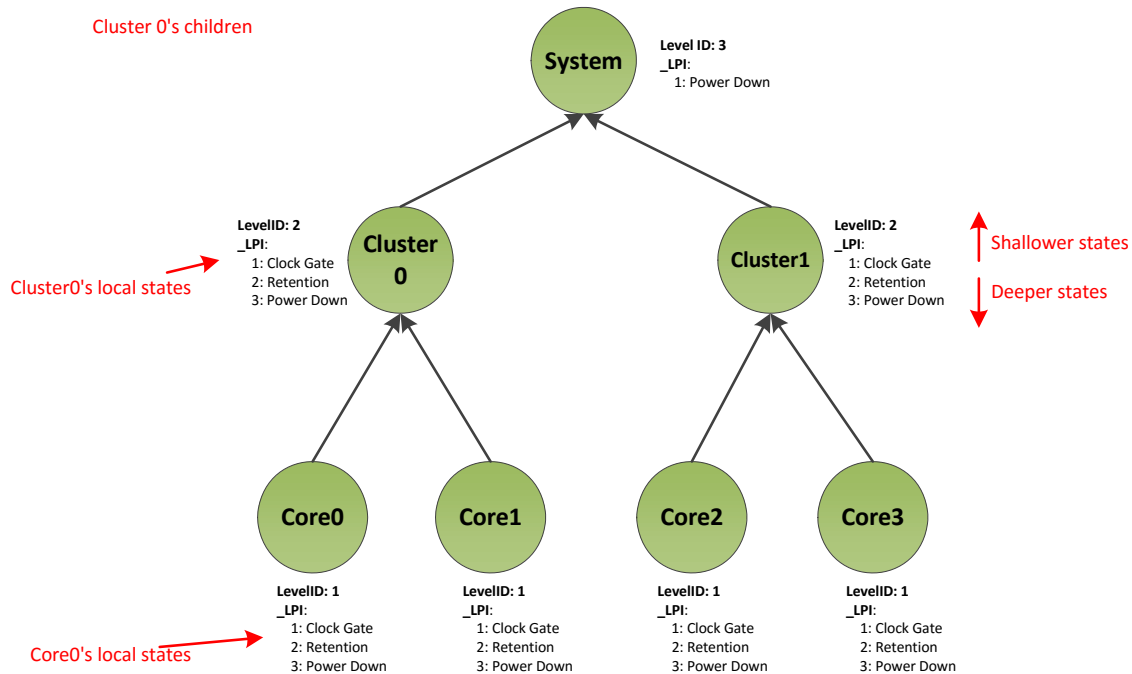 Cluster 0's children
System
Level ID: 3
_LPI:
1: Power Down
LevelID: 2
_LPI:
1: Clock Gate
2: Retention
3: Power Down
Cluster
0
Cluster0's local states
Cluster1
LevelID: 2
_LPI:
1: Clock Gate
2: Retention
3: Power Down
Shallower states
Deeper states
Core0
Core1
Core2
Core3
LevelID: 1
_LPI:
1: Clock Gate
2: Retention
3: Power Down
Core0's local states
LevelID: 1
_LPI:
1: Clock Gate
2: Retention
3: Power Down
LevelID: 1
_LPI:
1: Clock Gate
2: Retention
3: Power Down
LevelID: 1
_LPI:
1: Clock Gate
2: Retention
3: Power Down